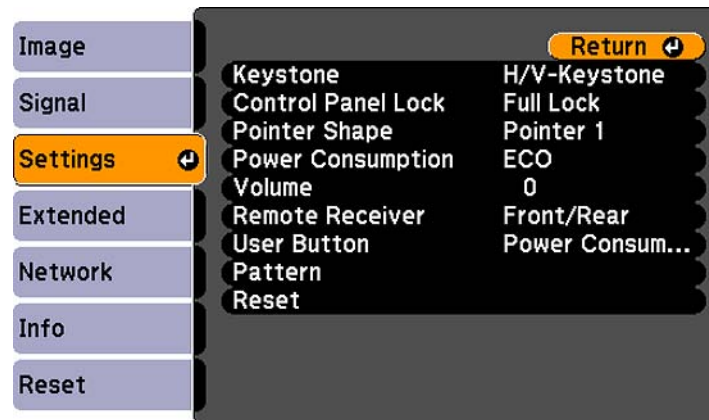 Image
Signal
Settings
Extended
Network
Info
Reset
Return
Keystone H/V-Keystone
Control Panel Lock Full Lock
Pointer Shape Pointer 1
Power Consumption ECO
Volume 0
Remote Receiver Front/Rear
User Button Power Consum...
Pattern
Reset